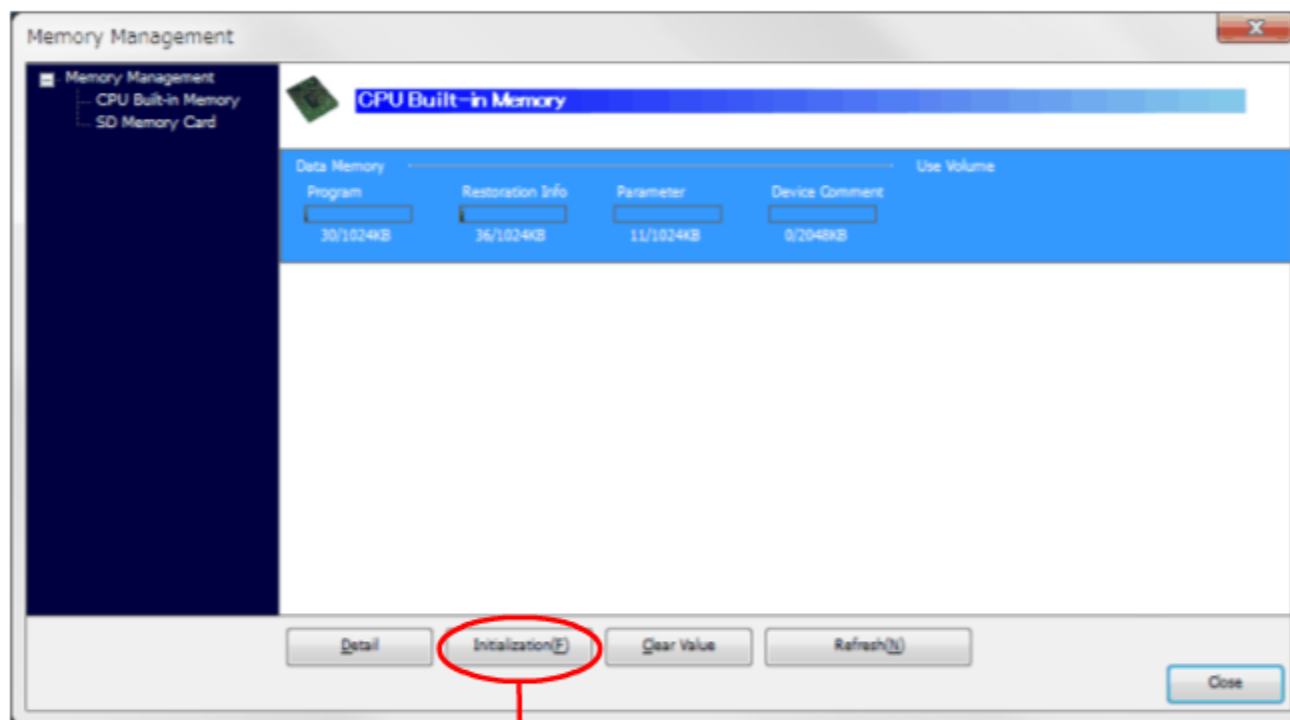 Memory Management
Memory Management
CPU Built-in Memory
SD Memory Card
CPU Built-in Memory
Data Memory Use Volume
Program Restoration Info Parameter Device Comment
30/1024KB 36/1024KB 11/1024KB 0/2048KB
Detail Initialization(F) Clear Value Refresh(N)
Close